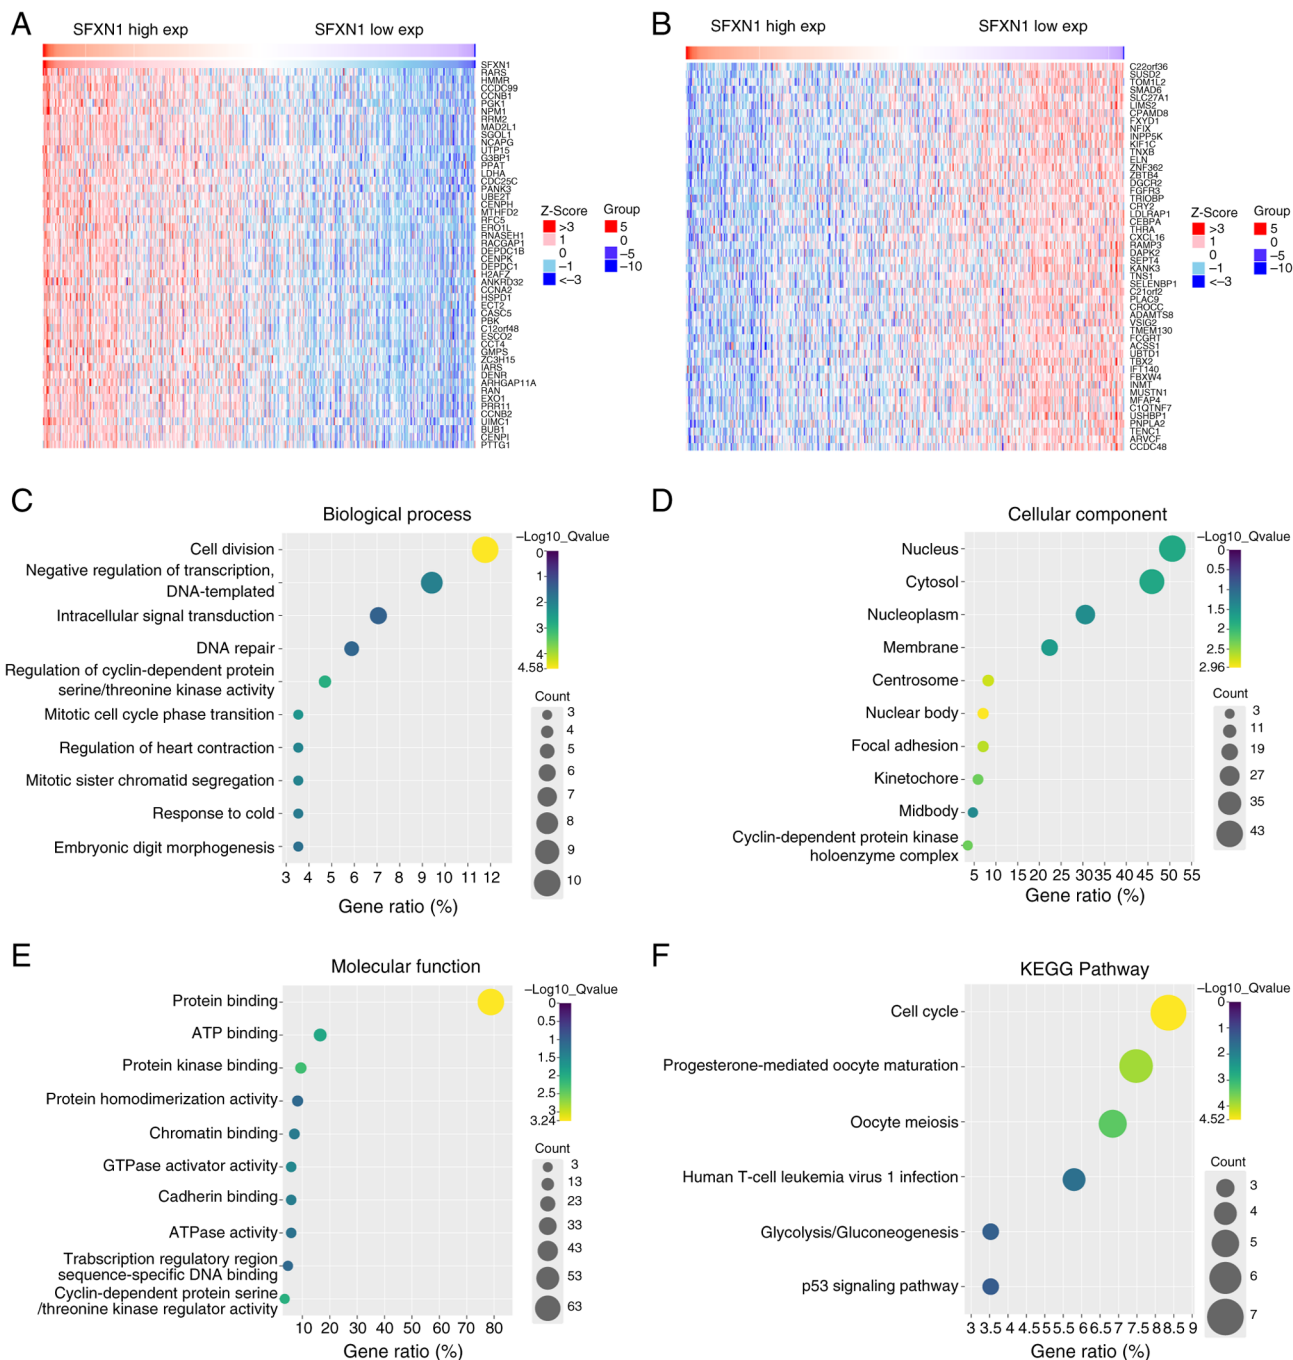 A
SFXN1 high exp
SFXN1 low exp
SFXN1
RARS
HMMR
CCDC99
CCNB1
PGK1
NPM1
RRM2
MAD2L1
SGOL1
NCAPG
UTP15
G3BP1
PPAT
LDHA
CDC25C
PANK3
UBE2T
CENPH
MTHFD2
RFC5
ERO1L
RNASEH1
RACGAP1
DEPDC1B
CENPK
DEPDC1
H2AFZ
ANKRD32
CCNA2
HSPD1
ECT2
CASC5
PBK
C12orf48
ESCO2
CCT4
GMPS
ZC3H15
IARS
DENR
ARHGAP11A
RAN
EXO1
PRR11
CCNB2
UIMC1
BUB1
CENPI
PTTG1
Z-Score
>3
1
0
−1
<−3
Group
5
0
−5
−10
B
SFXN1 high exp
SFXN1 low exp
C22orf36
SUSD2
TOM1L2
SMAD6
SLC27A1
LIMS2
CPAMD8
FXYD1
NFIX
INPP5K
KIF1C
TNXB
ELN
ZNF362
ZBTB4
DGCR2
FGFR3
TRIOBP
CRY2
LDLRAP1
CEBPA
THRA
CXCL16
RAMP3
DAPK2
SEPT4
KANK3
TNS1
SELENBP1
C21orf2
PLAC9
CROCC
ADAMTS8
VSIG2
TMEM130
FCGRT
ACSS1
UBTD1
TBX2
IFT140
FBXW4
INMT
MUSTN1
MFAP4
C1QTNF7
USHBP1
PNPLA2
TENC1
ARVCF
CCDC48
Z-Score
>3
1
0
−1
<−3
Group
5
0
−5
−10
C
Biological process
Cell division
Negative regulation of transcription,
DNA-templated
Intracellular signal transduction
DNA repair
Regulation of cyclin-dependent protein
serine/threonine kinase activity
Mitotic cell cycle phase transition
Regulation of heart contraction
Mitotic sister chromatid segregation
Response to cold
Embryonic digit morphogenesis
3 4 5 6 7 8 9 10 11 12
Gene ratio (%)
−Log10_Qvalue
0
1
2
3
4
4.58
Count
3
4
5
6
7
8
9
10
D
Cellular component
Nucleus
Cytosol
Nucleoplasm
Membrane
Centrosome
Nuclear body
Focal adhesion
Kinetochore
Midbody
Cyclin-dependent protein kinase
holoenzyme complex
5 10 15 20 25 30 35 40 45 50 55
Gene ratio (%)
−Log10_Qvalue
0
0.5
1
1.5
2
2.5
2.96
Count
3
11
19
27
35
43
E
Molecular function
Protein binding
ATP binding
Protein kinase binding
Protein homodimerization activity
Chromatin binding
GTPase activator activity
Cadherin binding
ATPase activity
Trabscription regulatory region
sequence-specific DNA binding
Cyclin-dependent protein serine
/threonine kinase regulator activity
10 20 30 40 50 60 70 80
Gene ratio (%)
−Log10_Qvalue
0
0.5
1
1.5
2
2.5
3
3.24
Count
3
13
23
33
43
53
63
F
KEGG Pathway
Cell cycle
Progesterone-mediated oocyte maturation
Oocyte meiosis
Human T-cell leukemia virus 1 infection
Glycolysis/Gluconeogenesis
p53 signaling pathway
3 3.5 4 4.5 5 5.5 6 6.5 7 7.5 8 8.5 9
Gene ratio (%)
−Log10_Qvalue
0
1
2
3
4
4.52
Count
3
4
5
6
7